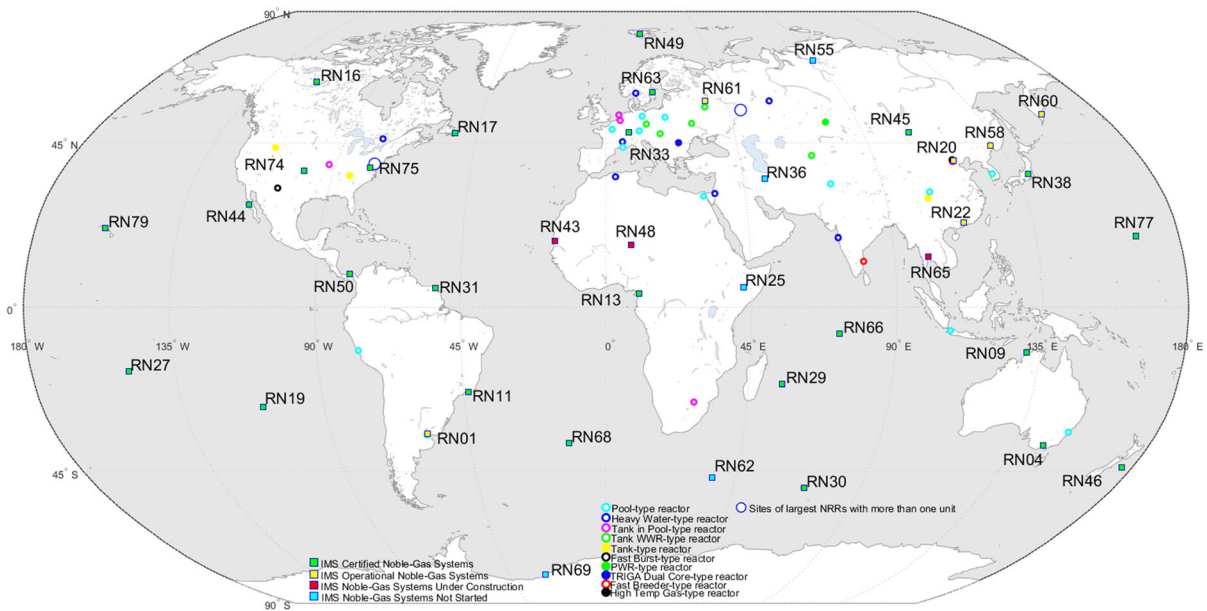 90° N
RN49
RN55
RN16
RN63
RN61
RN60
RN17
RN45
RN58
45° N
RN20
RN33
RN74
RN75
RN36
RN38
RN44
RN79
RN22
RN43
RN48
RN77
RN65
RN50
RN31
RN13
RN25
0°
RN66
180° W
135° W
90° W
45° W
0°
45° E
90° E
135° E
180° E
RN09
RN27
RN29
RN19
RN11
RN01
RN68
RN04
RN62
45° S
RN30
RN46
Pool-type reactor
Heavy Water-type reactor
Tank in Pool-type reactor
Tank WWR-type reactor
Tank-type reactor
Fast Burst-type reactor
PWR-type reactor
TRIGA Dual Core-type reactor
Fast Breeder-type reactor
High Temp Gas-type reactor
Sites of largest NRRs with more than one unit
IMS Certified Noble-Gas Systems
IMS Operational Noble-Gas Systems
IMS Noble-Gas Systems Under Construction
IMS Noble-Gas Systems Not Started
RN69
90° S